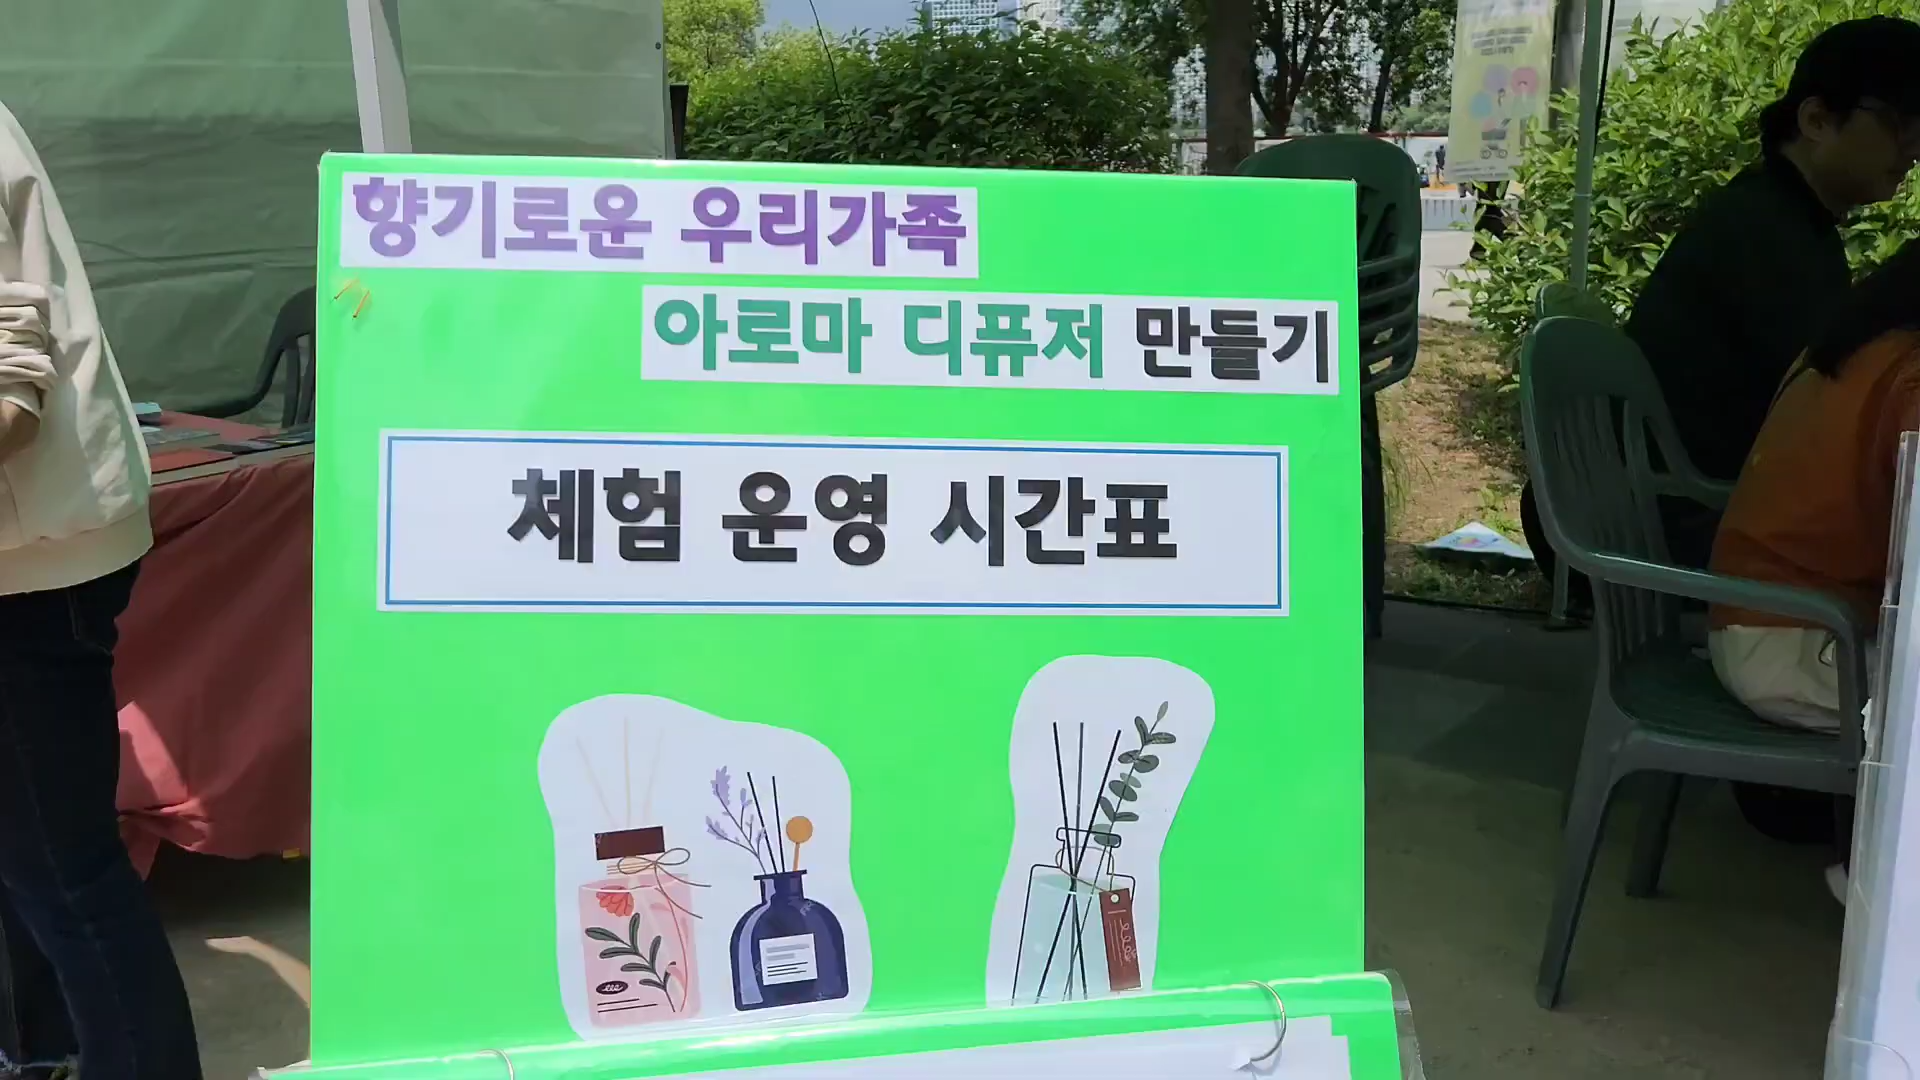 향기로운 우리가족
아로마 디퓨저 만들기
체험 운영 시간표